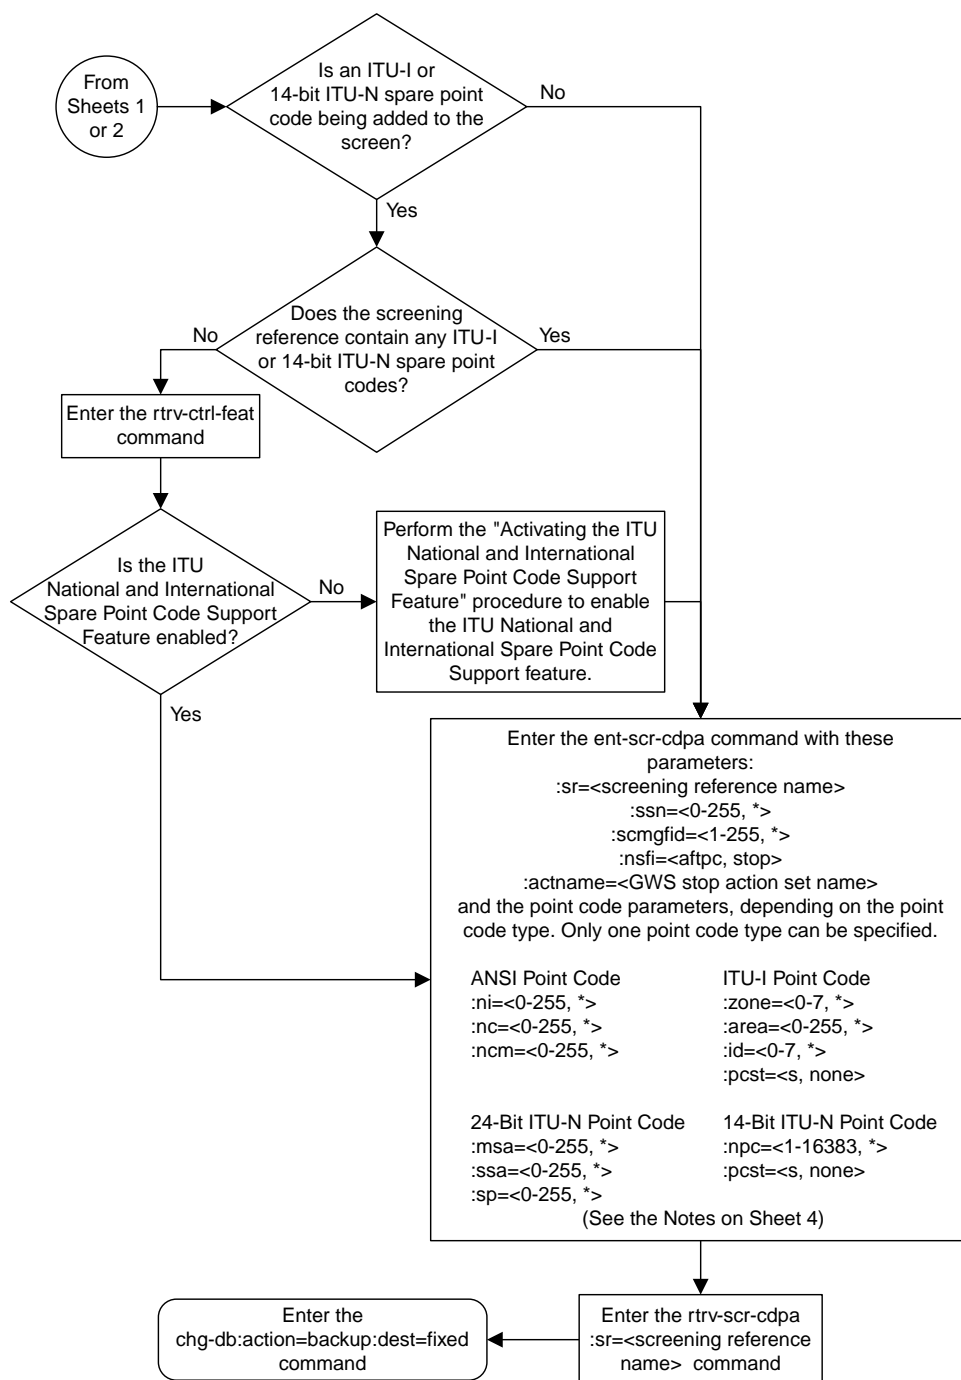 From
Sheets 1
or 2
Is an ITU-I or
14-bit ITU-N spare point
code being added to the
screen?
No
Yes
Does the screening
reference contain any ITU-I
or 14-bit ITU-N spare point
codes?
No
Yes
Enter the rtrv-ctrl-feat
command
Is the ITU
National and International
Spare Point Code Support
Feature enabled?
No
Yes
Perform the "Activating the ITU
National and International
Spare Point Code Support
Feature" procedure to enable
the ITU National and
International Spare Point Code
Support feature.
Enter the ent-scr-cdpa command with these
parameters:
:sr=<screening reference name>
:ssn=<0-255, *>
:scmgfid=<1-255, *>
:nsfi=<aftpc, stop>
:actname=<GWS stop action set name>
and the point code parameters, depending on the point
code type. Only one point code type can be specified.
ANSI Point Code
:ni=<0-255, *>
:nc=<0-255, *>
:ncm=<0-255, *>
ITU-I Point Code
:zone=<0-7, *>
:area=<0-255, *>
:id=<0-7, *>
:pcst=<s, none>
24-Bit ITU-N Point Code
:msa=<0-255, *>
:ssa=<0-255, *>
:sp=<0-255, *>
14-Bit ITU-N Point Code
:npc=<1-16383, *>
:pcst=<s, none>
(See the Notes on Sheet 4)
Enter the rtrv-scr-cdpa
:sr=<screening reference
name> command
Enter the
chg-db:action=backup:dest=fixed
command